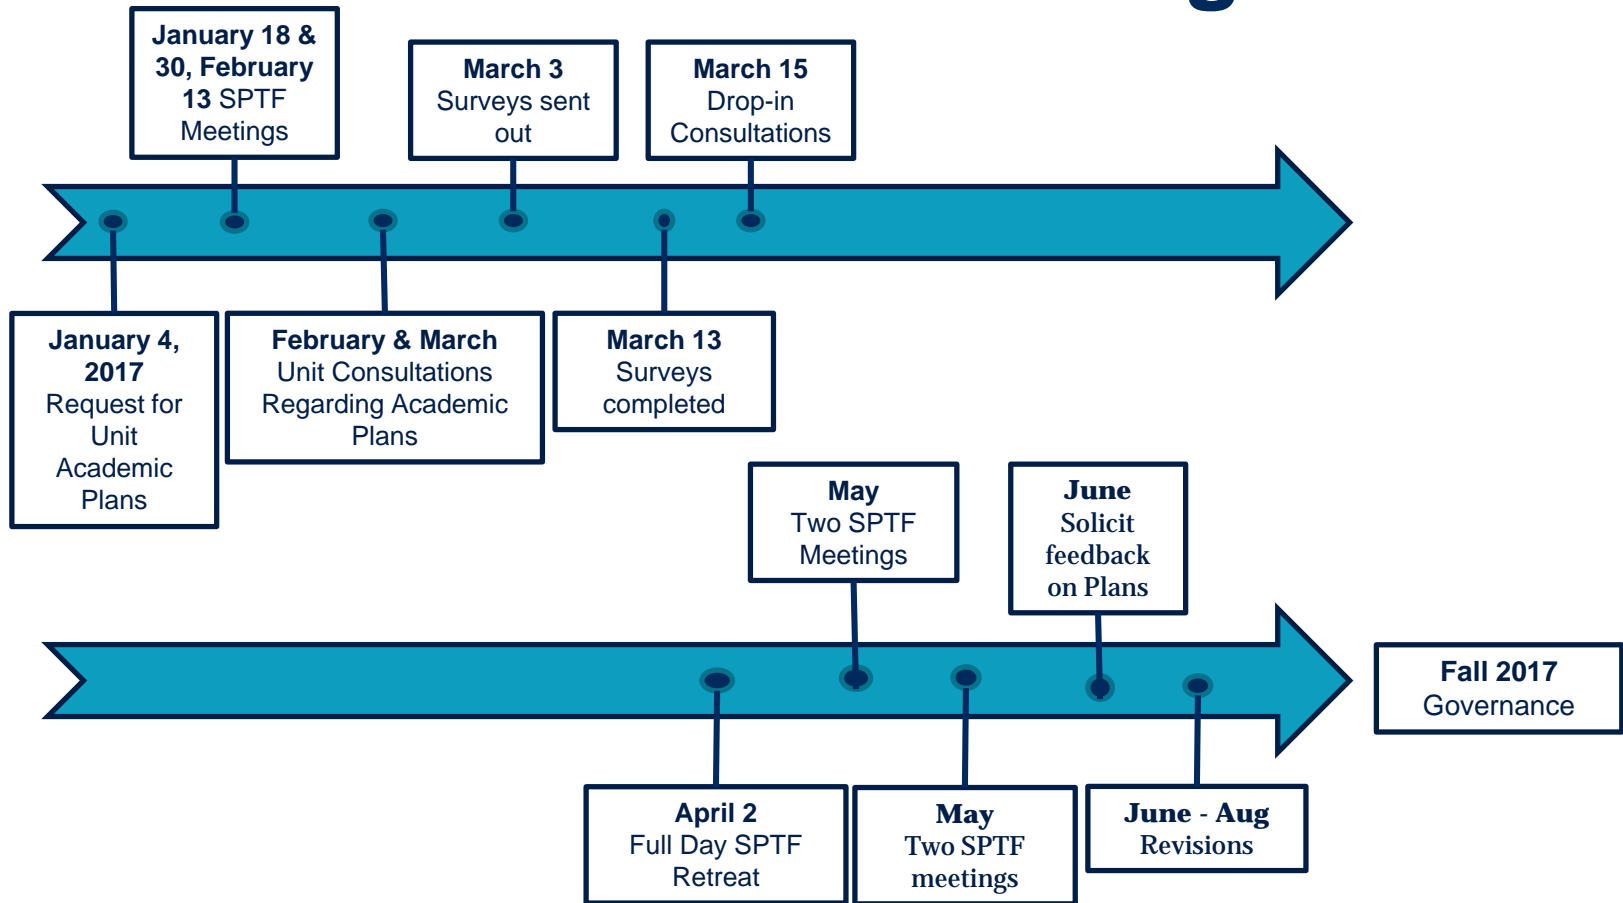 January 18 &
30, February
13 SPTF
Meetings
March 3
Surveys sent
out
March 15
Drop-in
Consultations
January 4,
2017
Request for
Unit
Academic
Plans
February & March
Unit Consultations
Regarding Academic
Plans
March 13
Surveys
completed
May
Two SPTF
Meetings
June
Solicit
feedback
on Plans
Fall 2017
Governance
April 2
Full Day SPTF
Retreat
May
Two SPTF
meetings
June - Aug
Revisions